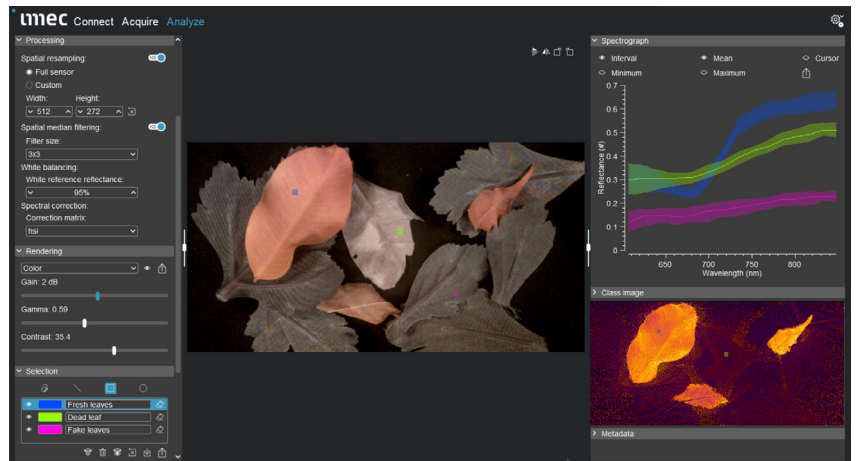 imec Connect Acquire Analyze
Processing
Spatial resampling:
Full sensor
Custom
Width: Height:
512 272
Spatial median filtering:
Filter size:
3x3
White balancing:
White reference reflectance:
95%
Spectral correction:
Correction matrix:
hsi
Rendering
Color
Gain: 2 dB
Gamma: 0.59
Contrast: 35.4
Selection
Fresh leaves
Dead leaf
Fake leaves
Spectrograph
Interval Mean Cursor
Minimum Maximum
0.7
0.6
0.5
0.4
0.3
0.2
0.1
0
Reflectance (#)
650 700 750 800
Wavelength (nm)
Class image
Metadata